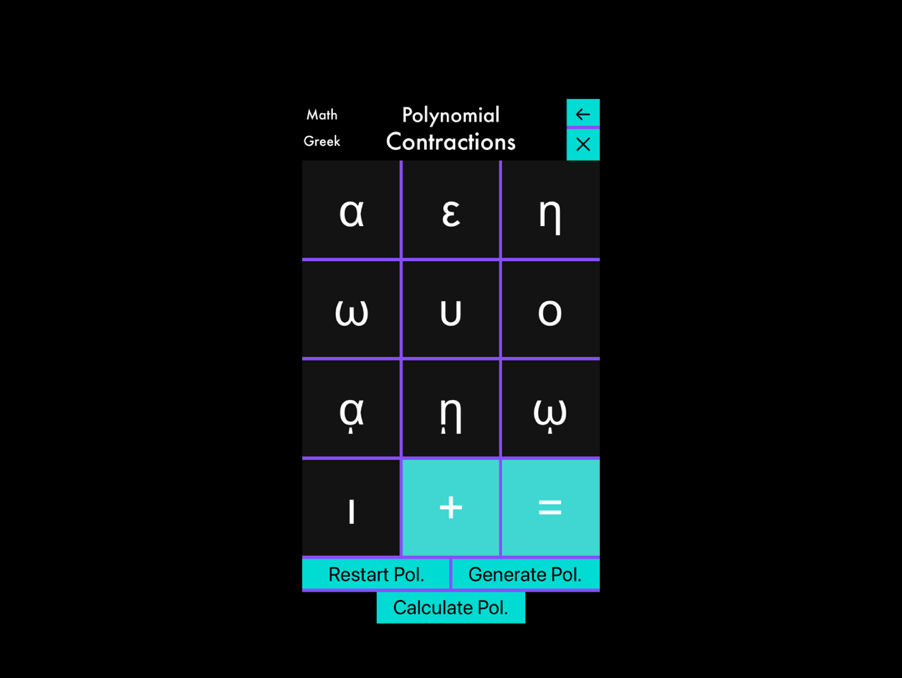 Math
Greek
Polynomial
Contractions
←
×
α ε η
ω υ ο
ᾳ ῃ ῳ
ι + =
Restart Pol. Generate Pol.
Calculate Pol.